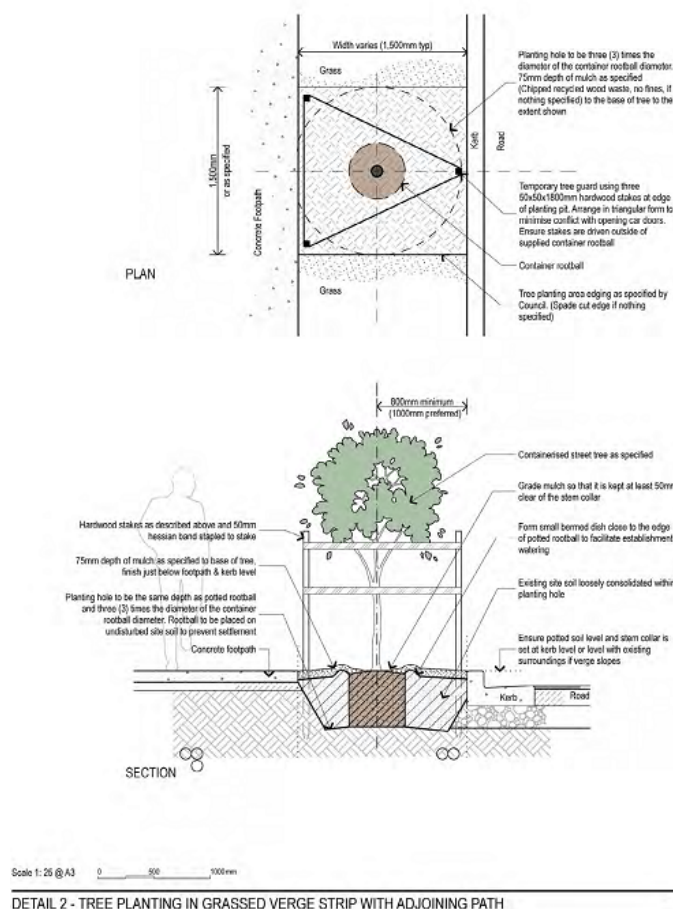 Width varies (1,500mm typ)
Grass
1,500mm
or as specified
Concrete Footpath
Kerb
Road
Grass
PLAN
Planting hole to be three (3) times the
diameter of the container rootball diameter.
75mm depth of mulch as specified
(Chipped recycled wood waste, no fines, if
nothing specified) to the base of tree to the
extent shown
Temporary tree guard using three
50x50x1800mm hardwood stakes at edge
of planting pit. Arrange in triangular form to
minimise conflict with opening car doors.
Ensure stakes are driven outside of
supplied container rootball
Container rootball
Tree planting area edging as specified by
Council. (Spade cut edge if nothing
specified)
800mm minimum
(1000mm preferred)
Containerised street tree as specified
Grade mulch so that it is kept at least 50mm
clear of the stem collar
Form small bermed dish close to the edge
of potted rootball to facilitate establishment
watering
Existing site soil loosely consolidated within
planting hole
Ensure potted soil level and stem collar is
set at kerb level or level with existing
surroundings if verge slopes
Hardwood stakes as described above and 50mm
hessian band stapled to stake
75mm depth of mulch as specified to base of tree,
finish just below footpath & kerb level
Planting hole to be the same depth as potted rootball
and three (3) times the diameter of the container
rootball diameter. Rootball to be placed on
undisturbed site soil to prevent settlement
Concrete footpath
Kerb
Road
SECTION
Scale 1: 25 @ A3
0 500 1000mm
DETAIL 2 - TREE PLANTING IN GRASSED VERGE STRIP WITH ADJOINING PATH